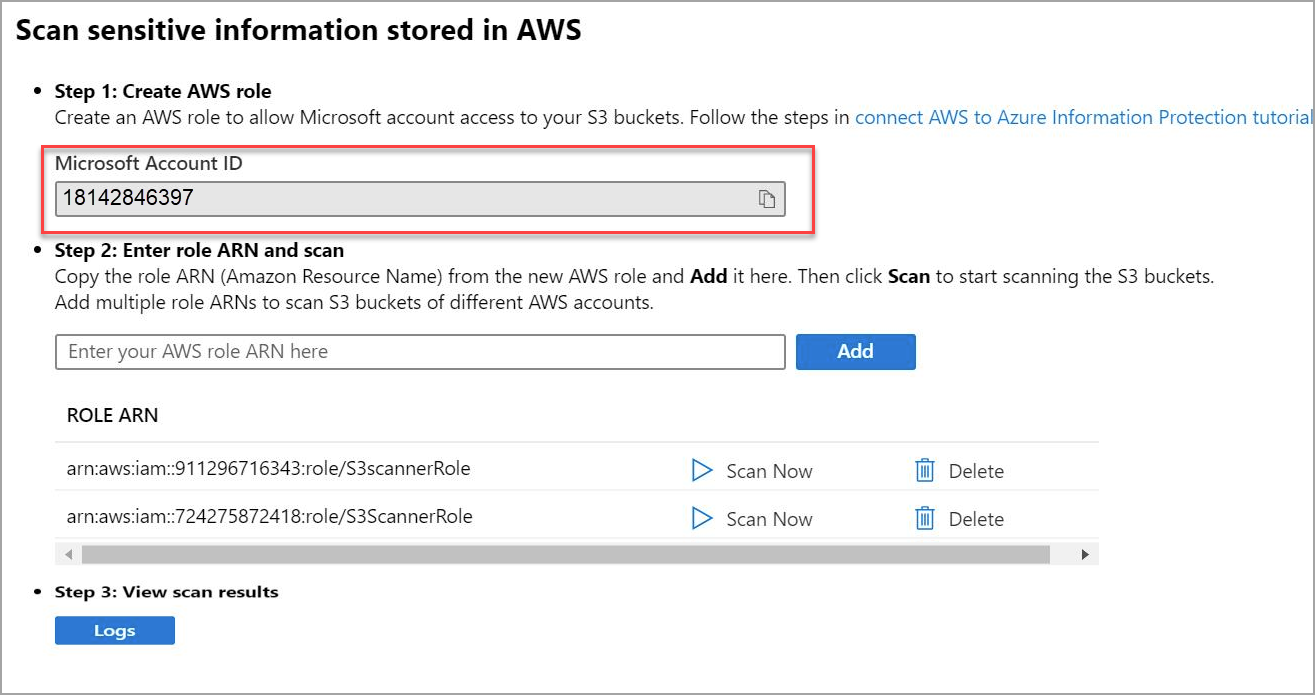 Scan sensitive information stored in AWS
• Step 1: Create AWS role
Create an AWS role to allow Microsoft account access to your S3 buckets. Follow the steps in connect AWS to Azure Information Protection tutorial
Microsoft Account ID
18142846397
• Step 2: Enter role ARN and scan
Copy the role ARN (Amazon Resource Name) from the new AWS role and Add it here. Then click Scan to start scanning the S3 buckets.
Add multiple role ARNs to scan S3 buckets of different AWS accounts.
Enter your AWS role ARN here Add
ROLE ARN
arn:aws:iam::911296716343:role/S3scannerRole Scan Now Delete
arn:aws:iam::724275872418:role/S3ScannerRole Scan Now Delete
• Step 3: View scan results
Logs